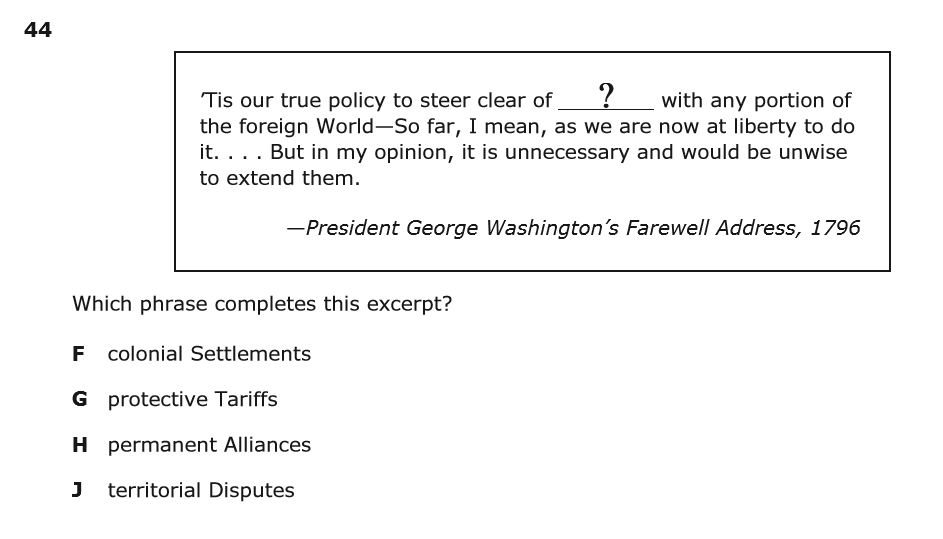 44
’Tis our true policy to steer clear of ? with any portion of
the foreign World—So far, I mean, as we are now at liberty to do
it. . . . But in my opinion, it is unnecessary and would be unwise
to extend them.
—President George Washington’s Farewell Address, 1796
Which phrase completes this excerpt?
F colonial Settlements
G protective Tariffs
H permanent Alliances
J territorial Disputes